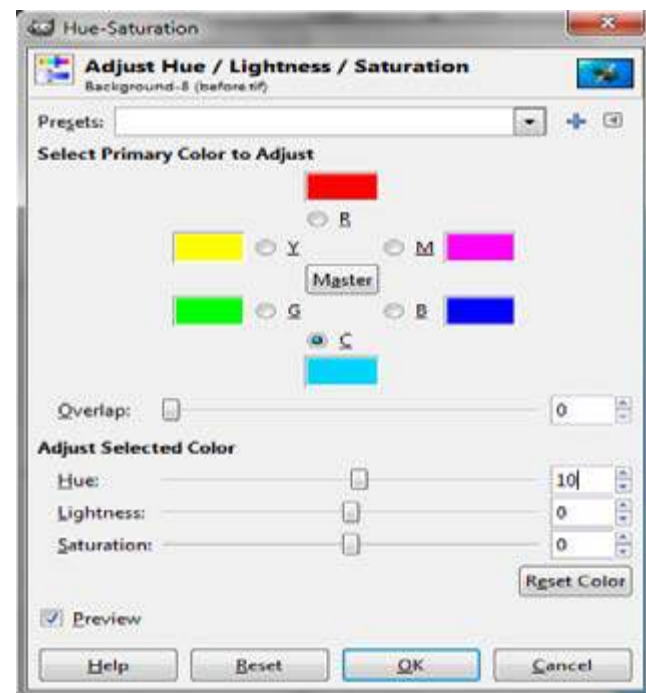 Hue-Saturation
Adjust Hue / Lightness / Saturation
Background-8 (before.tif)
Presets:
Select Primary Color to Adjust
R
Y M
Master
G B
C
Overlap: 0
Adjust Selected Color
Hue: 10
Lightness: 0
Saturation: 0
Reset Color
Preview
Help Reset OK Cancel